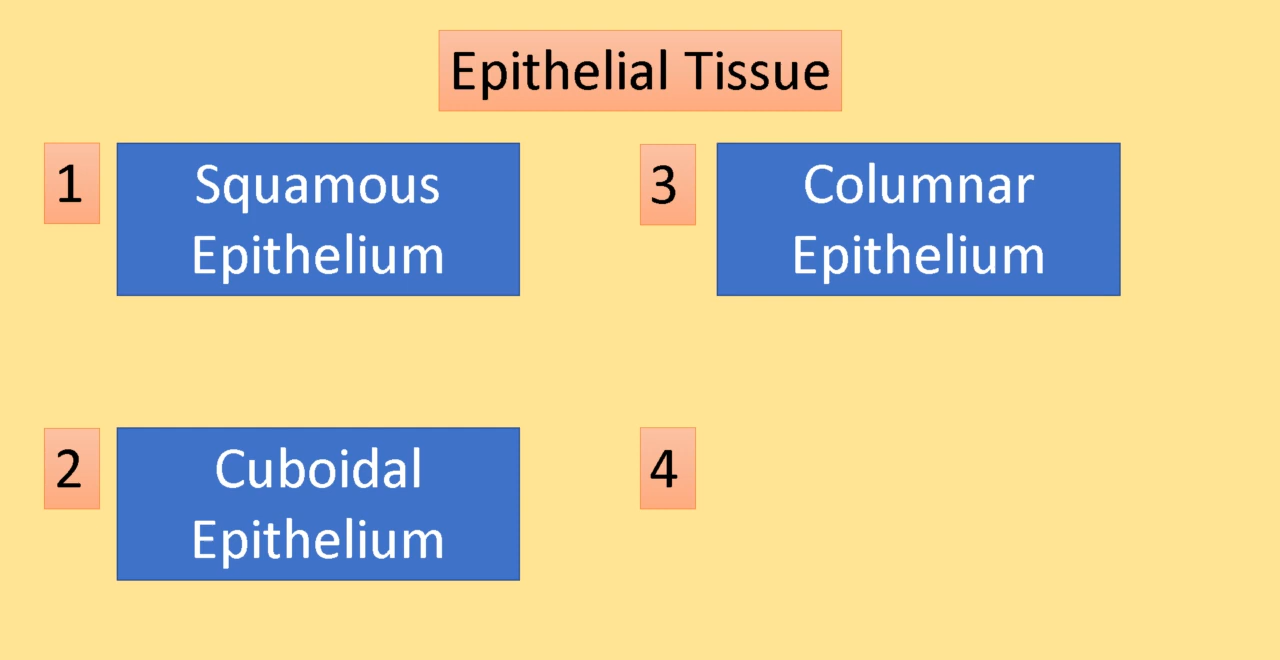 Epithelial Tissue
1
Squamous
Epithelium
2
Cuboidal
Epithelium
3
Columnar
Epithelium
4